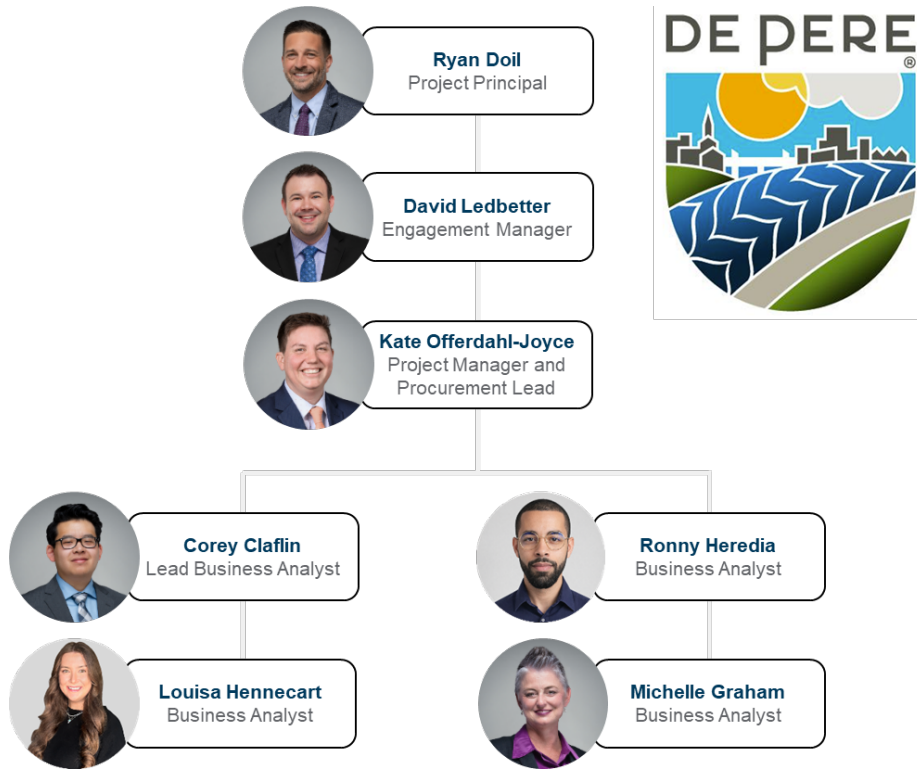 DE PERE
®
Ryan Doil
Project Principal
David Ledbetter
Engagement Manager
Kate Offerdahl-Joyce
Project Manager and
Procurement Lead
Corey Claflin
Lead Business Analyst
Ronny Heredia
Business Analyst
Louisa Hennecart
Business Analyst
Michelle Graham
Business Analyst